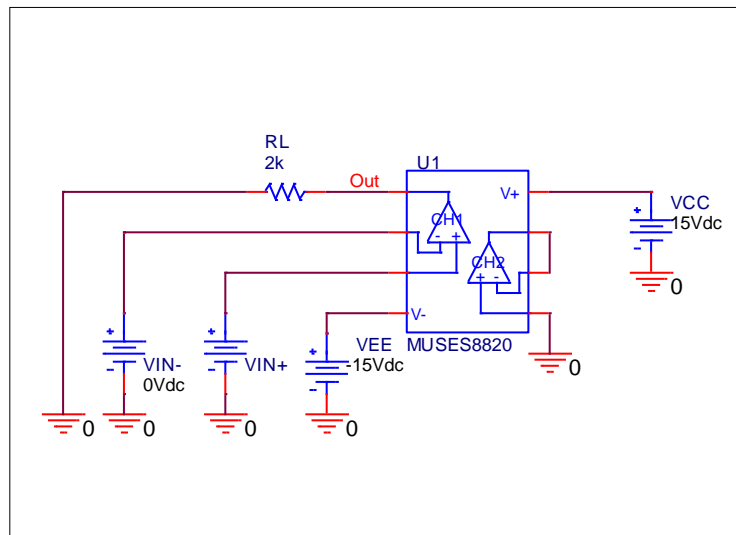 RL
2k
Out
U1
V+
CH1
- +
CH2
+ -
V-
MUSES8820
+
-
VCC
15Vdc
0
+
-
VIN-
0Vdc
+
-
VIN+
+
-
VEE
-15Vdc
0
0
0
0
0